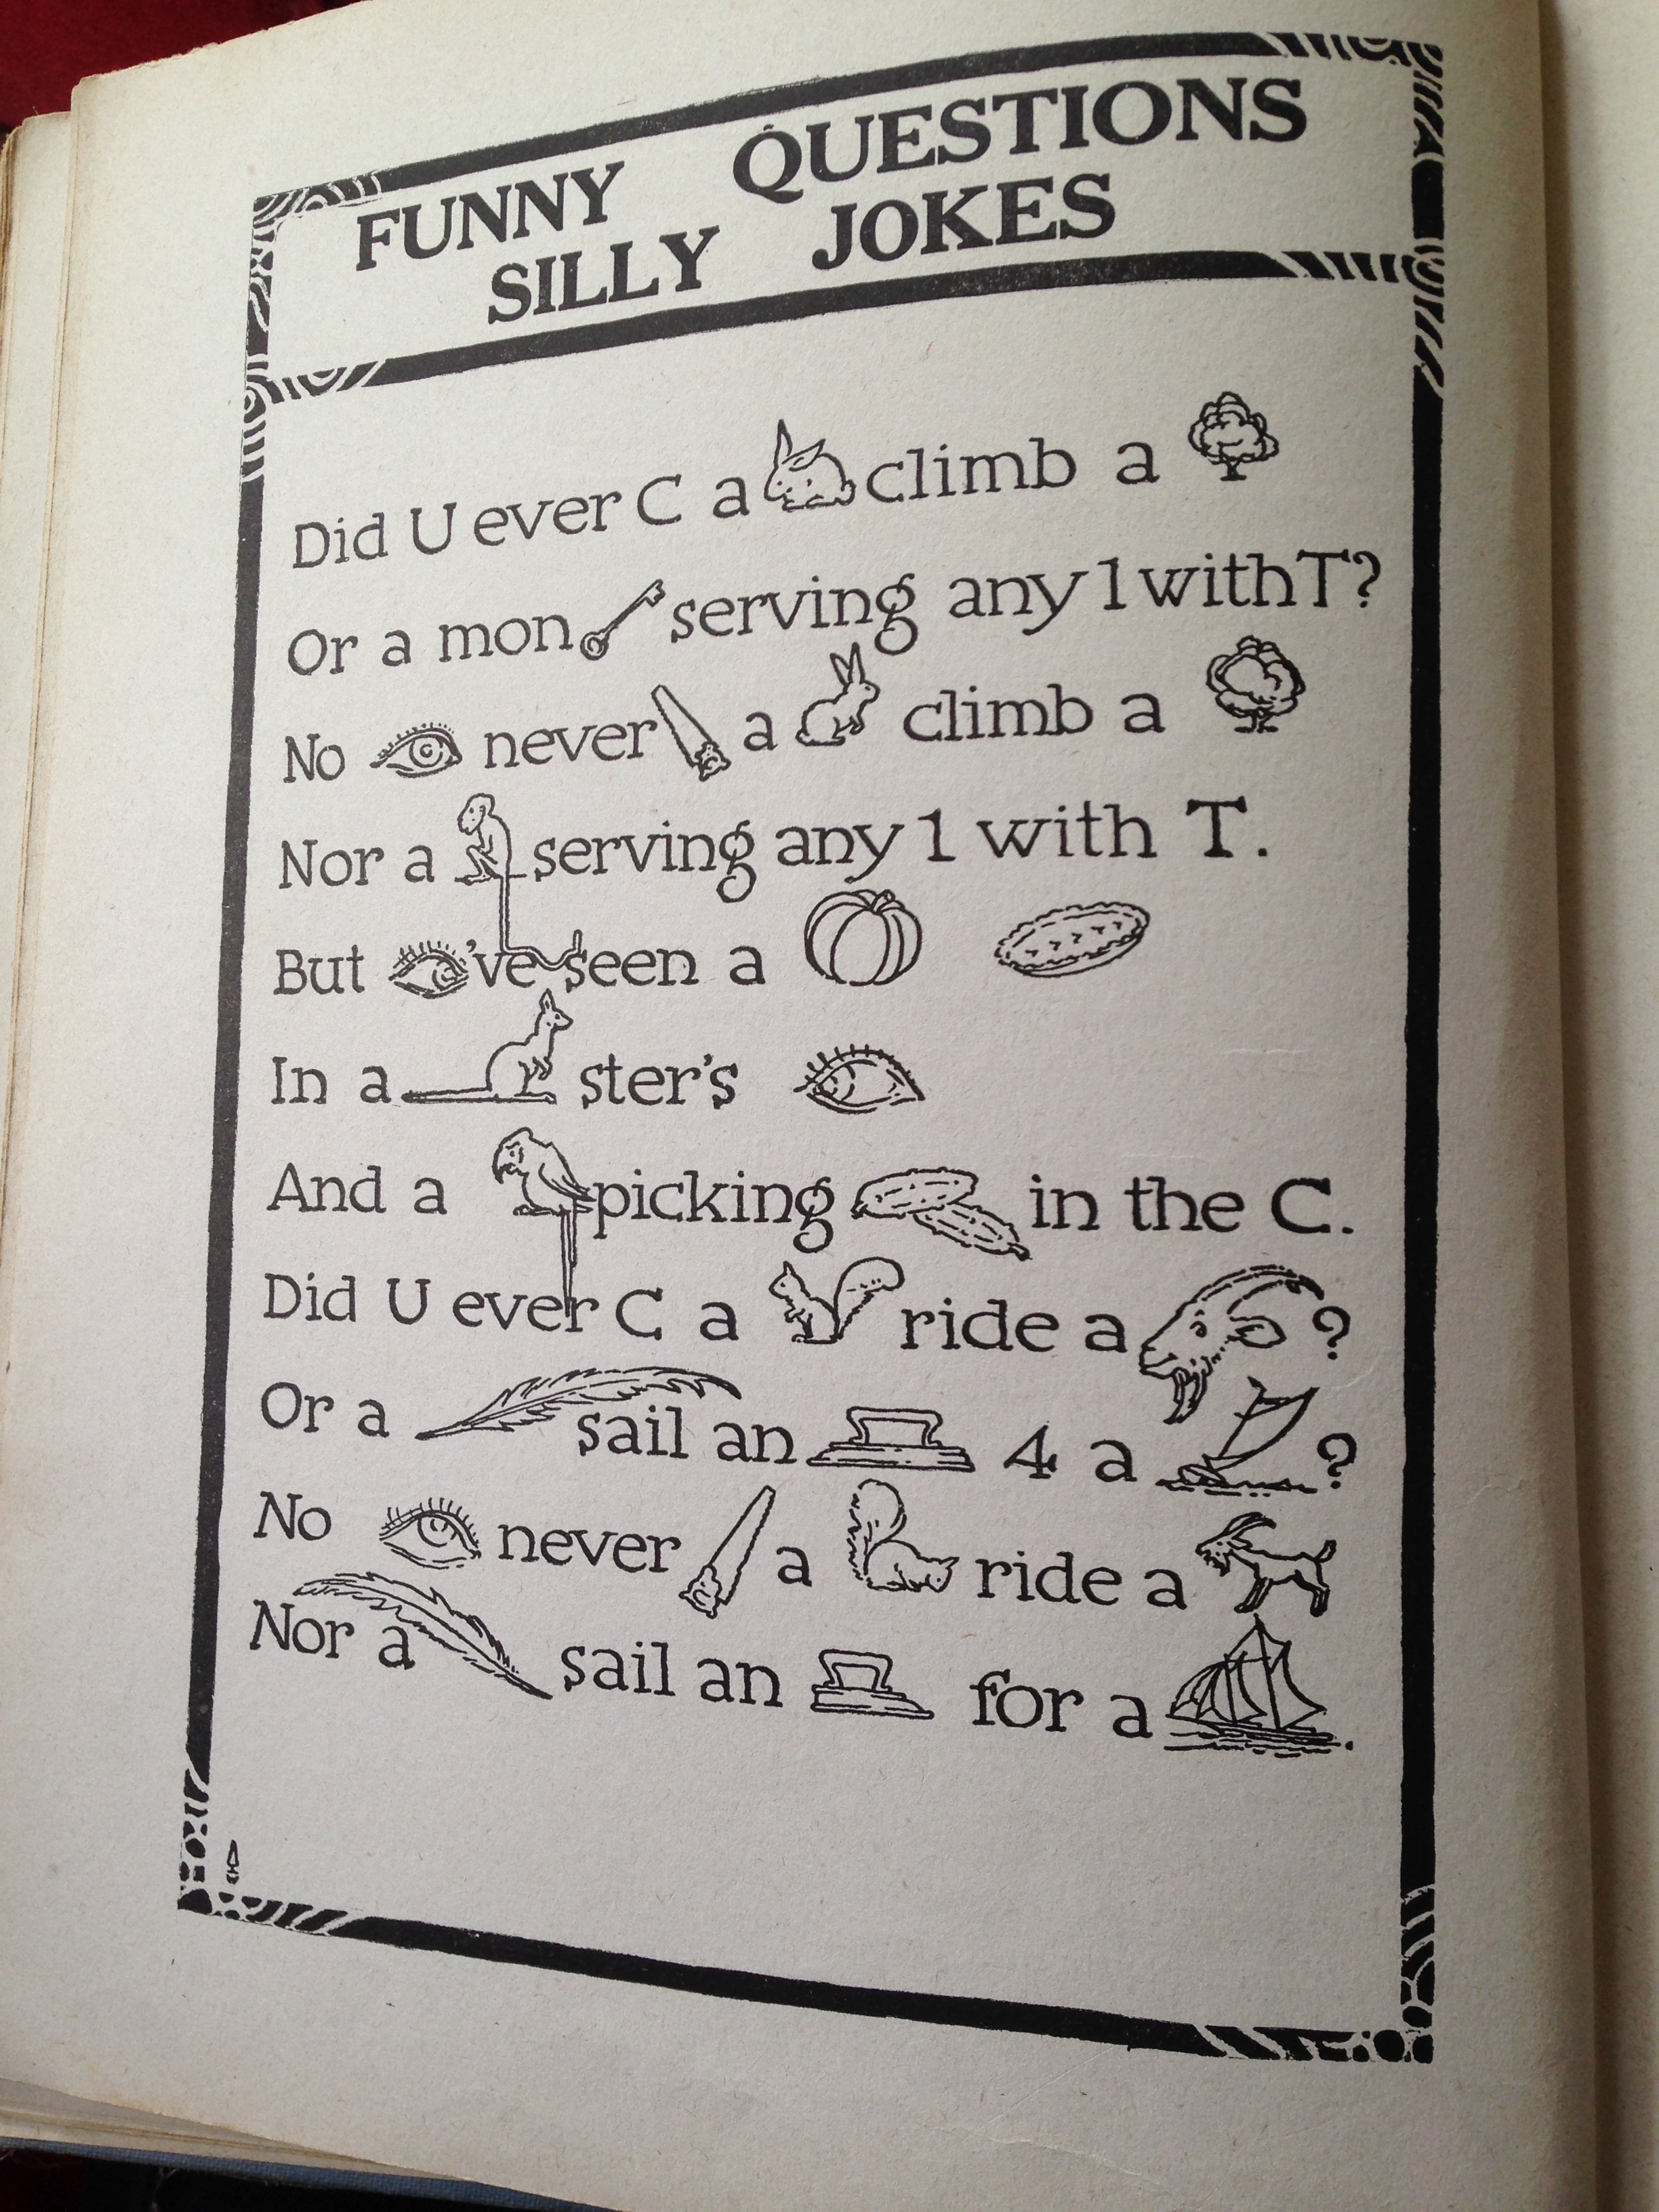 FUNNY QUESTIONS
SILLY JOKES
Did U ever C a climb a
Or a mon serving any 1 with T?
No never a climb a
Nor a serving any 1 with T.
But 've seen a
In a ster's
And a picking in the C.
Did U ever C a ride a ?
Or a sail an 4 a ?
No never a ride a
Nor a sail an for a .